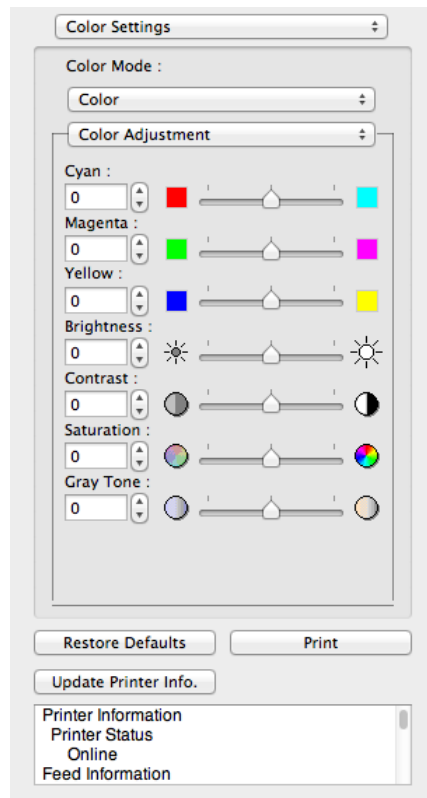 Color Settings
Color Mode :
Color
Color Adjustment
Cyan :
0
Magenta :
0
Yellow :
0
Brightness :
0
Contrast :
0
Saturation :
0
Gray Tone :
0
Restore Defaults Print
Update Printer Info.
Printer Information
Printer Status
Online
Feed Information